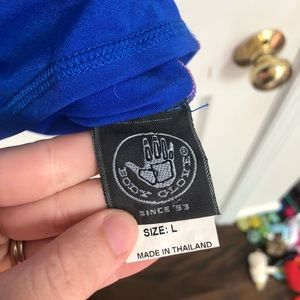 BODY GLOVE®
SINCE '53
SIZE: L
MADE IN THAILAND